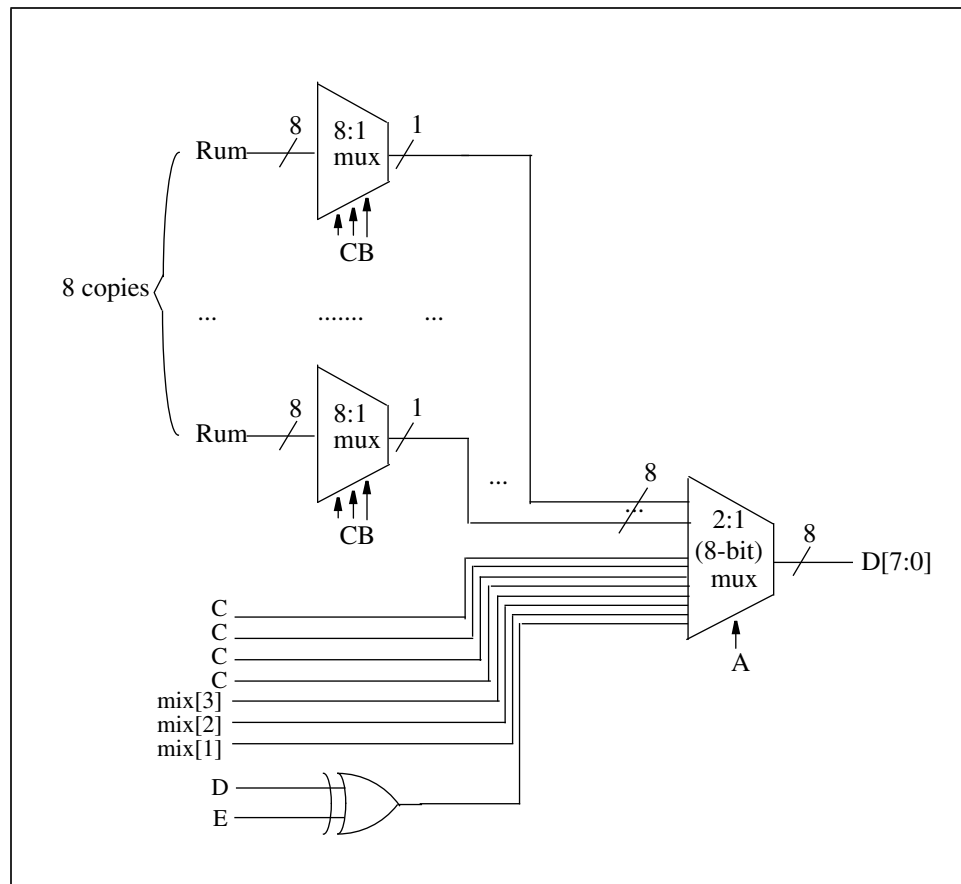 8
8:1
1
Rum
mux
CB
8 copies
...
.......
...
8
8:1
1
Rum
mux
CB
...
8
...
2:1
(8-bit)
mux
8
D[7:0]
A
C
C
C
C
mix[3]
mix[2]
mix[1]
D
E